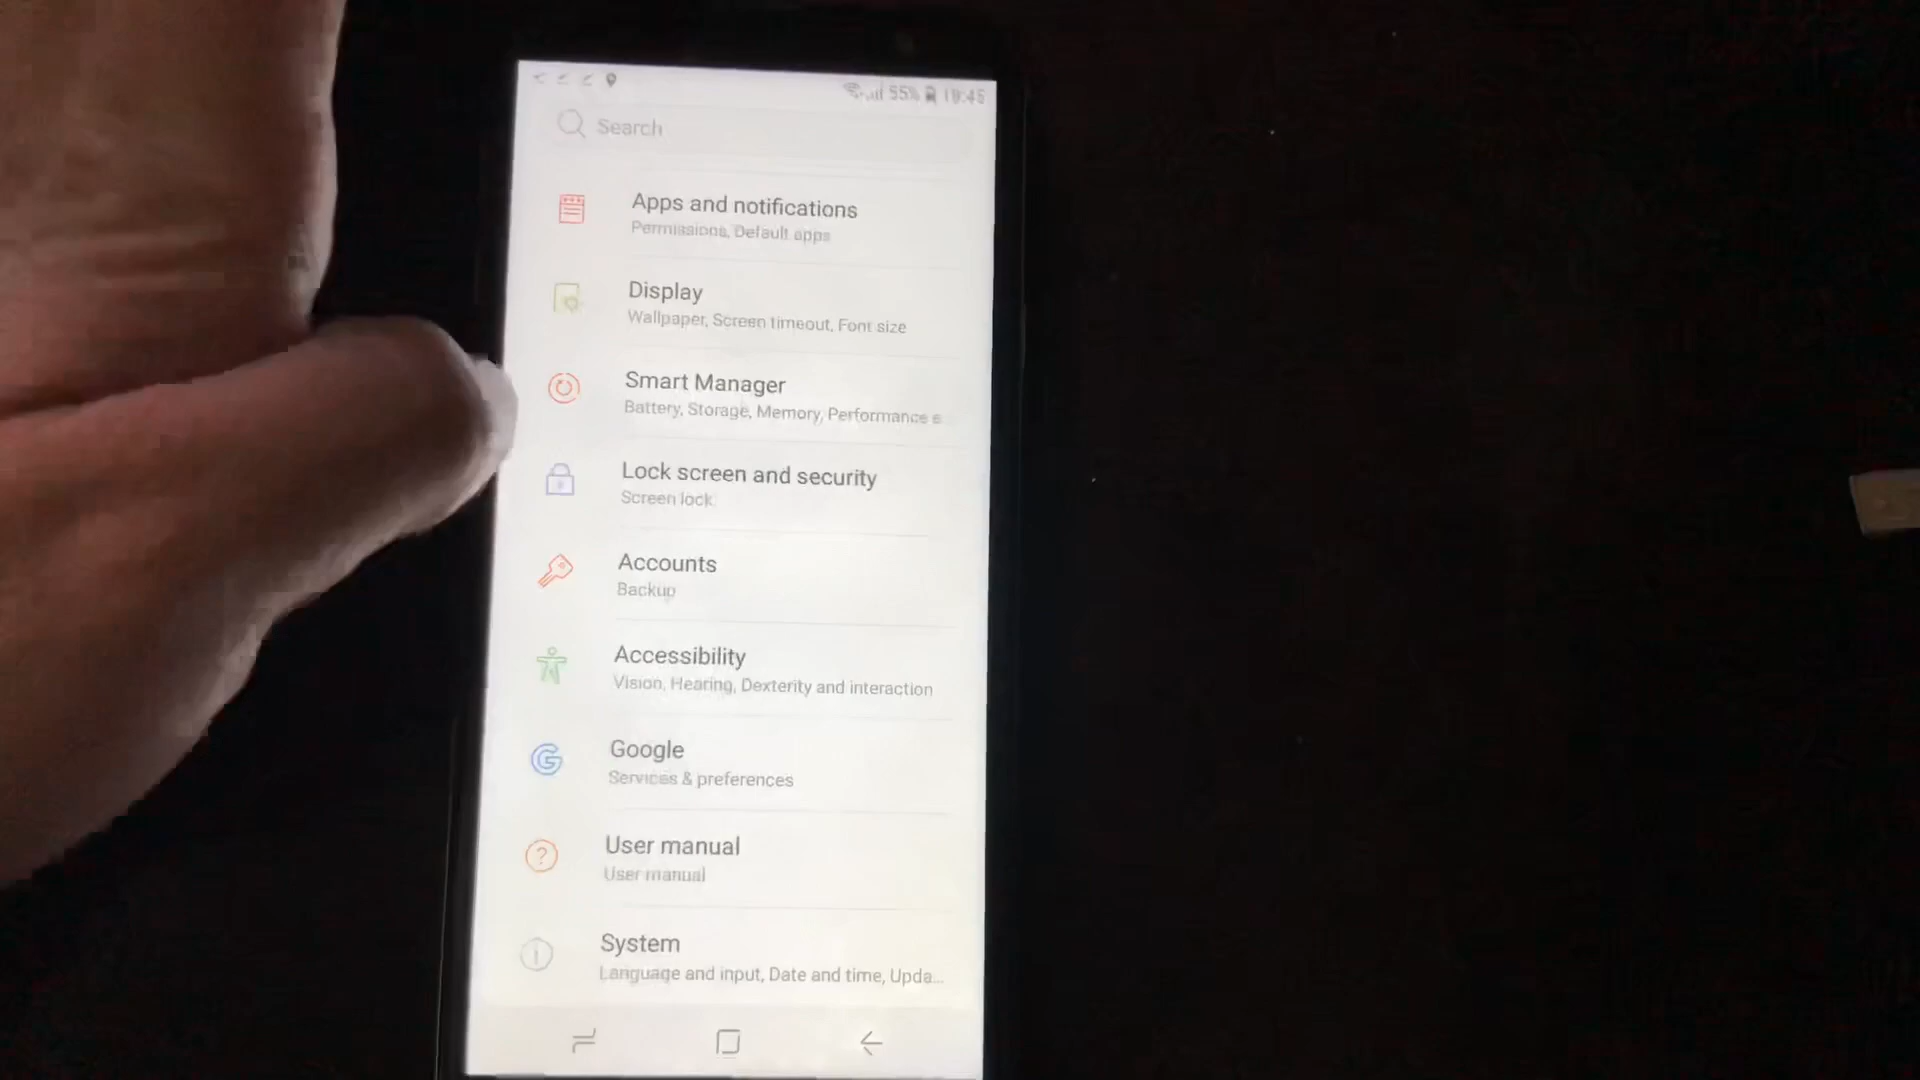 55% 19:45
Search
Apps and notifications
Permissions, Default apps
Display
Wallpaper, Screen timeout, Font size
Smart Manager
Battery, Storage, Memory, Performance e
Lock screen and security
Screen lock
Accounts
Backup
Accessibility
Vision, Hearing, Dexterity and interaction
Google
Services & preferences
User manual
User manual
System
Language and input, Date and time, Upda...